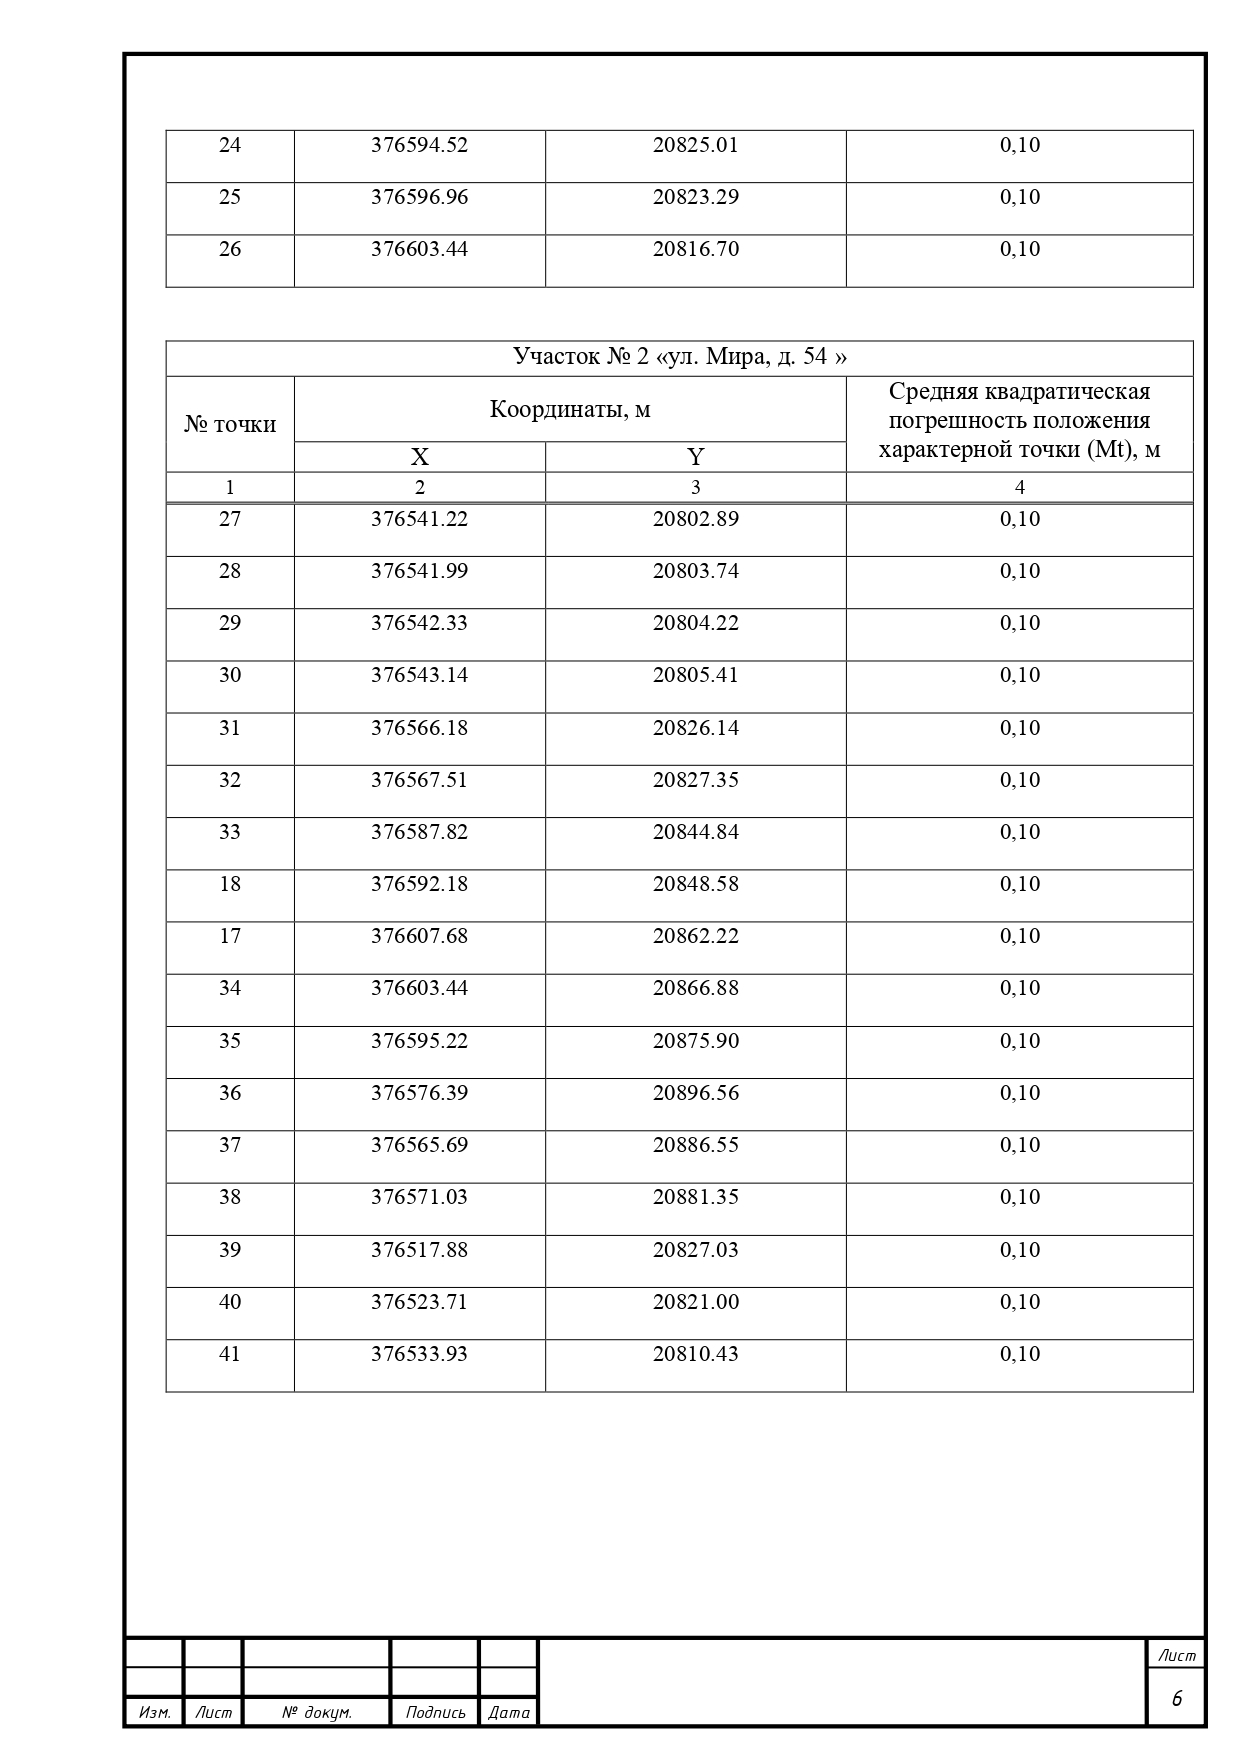 24 376594.52 20825.01 0,10
25 376596.96 20823.29 0,10
26 376603.44 20816.70 0,10
Участок № 2 «ул. Мира, д. 54 »
№ точки
Координаты, м
Средняя квадратическая
погрешность положения
характерной точки (Mt), м
X Y
1 2 3 4
27 376541.22 20802.89 0,10
28 376541.99 20803.74 0,10
29 376542.33 20804.22 0,10
30 376543.14 20805.41 0,10
31 376566.18 20826.14 0,10
32 376567.51 20827.35 0,10
33 376587.82 20844.84 0,10
18 376592.18 20848.58 0,10
17 376607.68 20862.22 0,10
34 376603.44 20866.88 0,10
35 376595.22 20875.90 0,10
36 376576.39 20896.56 0,10
37 376565.69 20886.55 0,10
38 376571.03 20881.35 0,10
39 376517.88 20827.03 0,10
40 376523.71 20821.00 0,10
41 376533.93 20810.43 0,10
Лист
6
Изм. Лист № докум. Подпись Дата